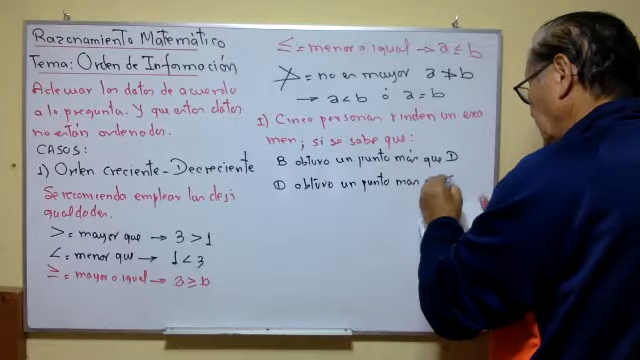 Razonamiento Matemático
Tema: Orden de Información
Adecuar los datos de acuerdo
a la pregunta. Y que estos datos
no están ordenados.
CASOS:
1) Orden creciente - Decreciente
Se recomienda emplear las desi
gualdades.
> = mayor que → 3 > 1
< = menor que → 1 < 3
≥ = mayor o igual → a ≥ b
≤ = menor o igual → a ≤ b
≯ = no es mayor a ≯ b
→ a < b ó a = b
1) Cinco personas rinden un exa
men; si se sabe que:
B obtuvo un punto más que D
D obtuvo un punto mas